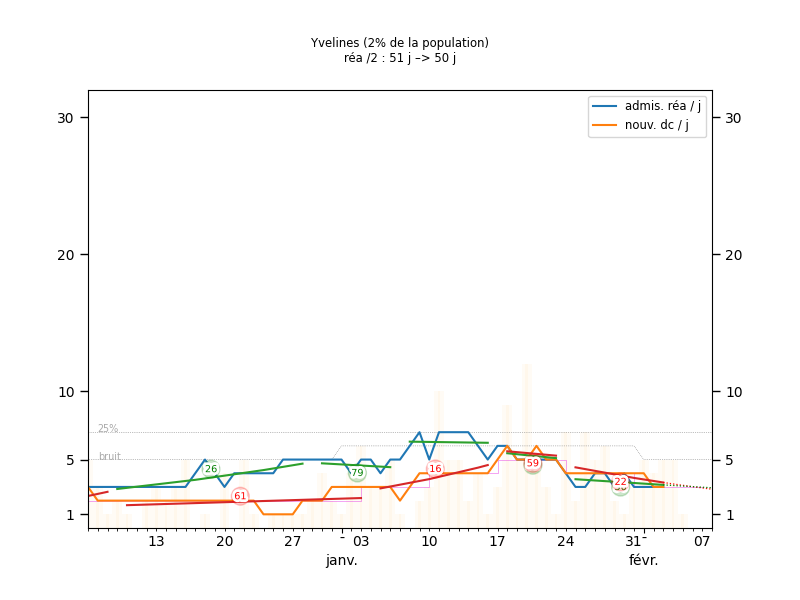 Yvelines (2% de la population)
réa /2 : 51 j –> 50 j
admis. réa / j
nouv. dc / j
30 30
20 20
10 10
25%
bruit
5 5
26 79 61 16 59 22
1 1
13 20 27 03 10 17 24 31 07
janv. févr.